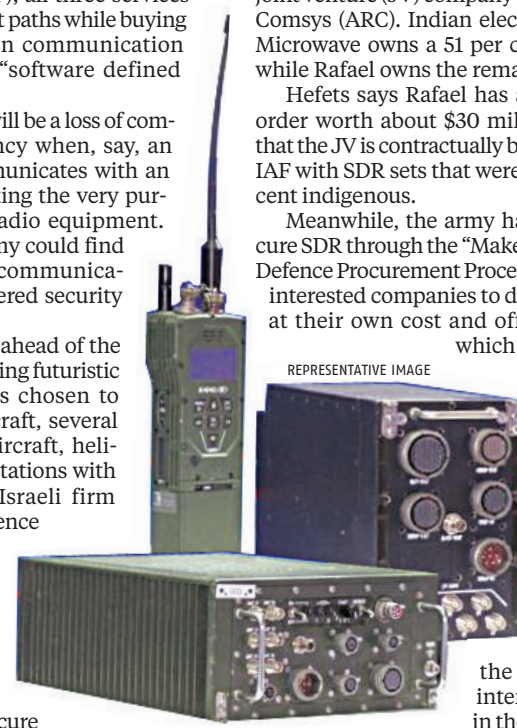 ), all three services
t paths while buying
n communication
“software defined
will be a loss of com-
ncy when, say, an
municates with an
ting the very pur-
adio equipment.
my could find
communica-
ered security
ahead of the
ing futuristic
s chosen to
craft, several
ircraft, heli-
tations with
Israeli firm
ence
cure
joint venture (JV) company
Comsys (ARC). Indian elec
Microwave owns a 51 per c
while Rafael owns the rema
Hefets says Rafael has a
order worth about $30 mil
that the JV is contractually b
IAF with SDR sets that were
cent indigenous.
Meanwhile, the army ha
cure SDR through the “Make
Defence Procurement Proce
interested companies to d
at their own cost and off
which
REPRESENTATIVE IMAGE
the
inter
in the